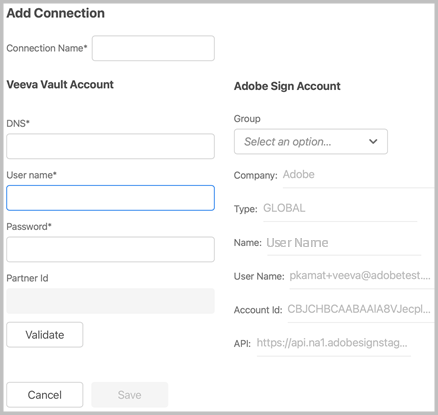 Add Connection
Connection Name*
Veeva Vault Account
DNS*
User name*
Password*
Partner Id
Validate
Cancel
Save
Adobe Sign Account
Group
Select an option...
Company: Adobe
Type: GLOBAL
Name: User Name
User Name: pkamat+veeva@adobetest....
Account Id: CBJCHBCAABAAIA8VJecpl...
API: https://api.na1.adobesignstag...